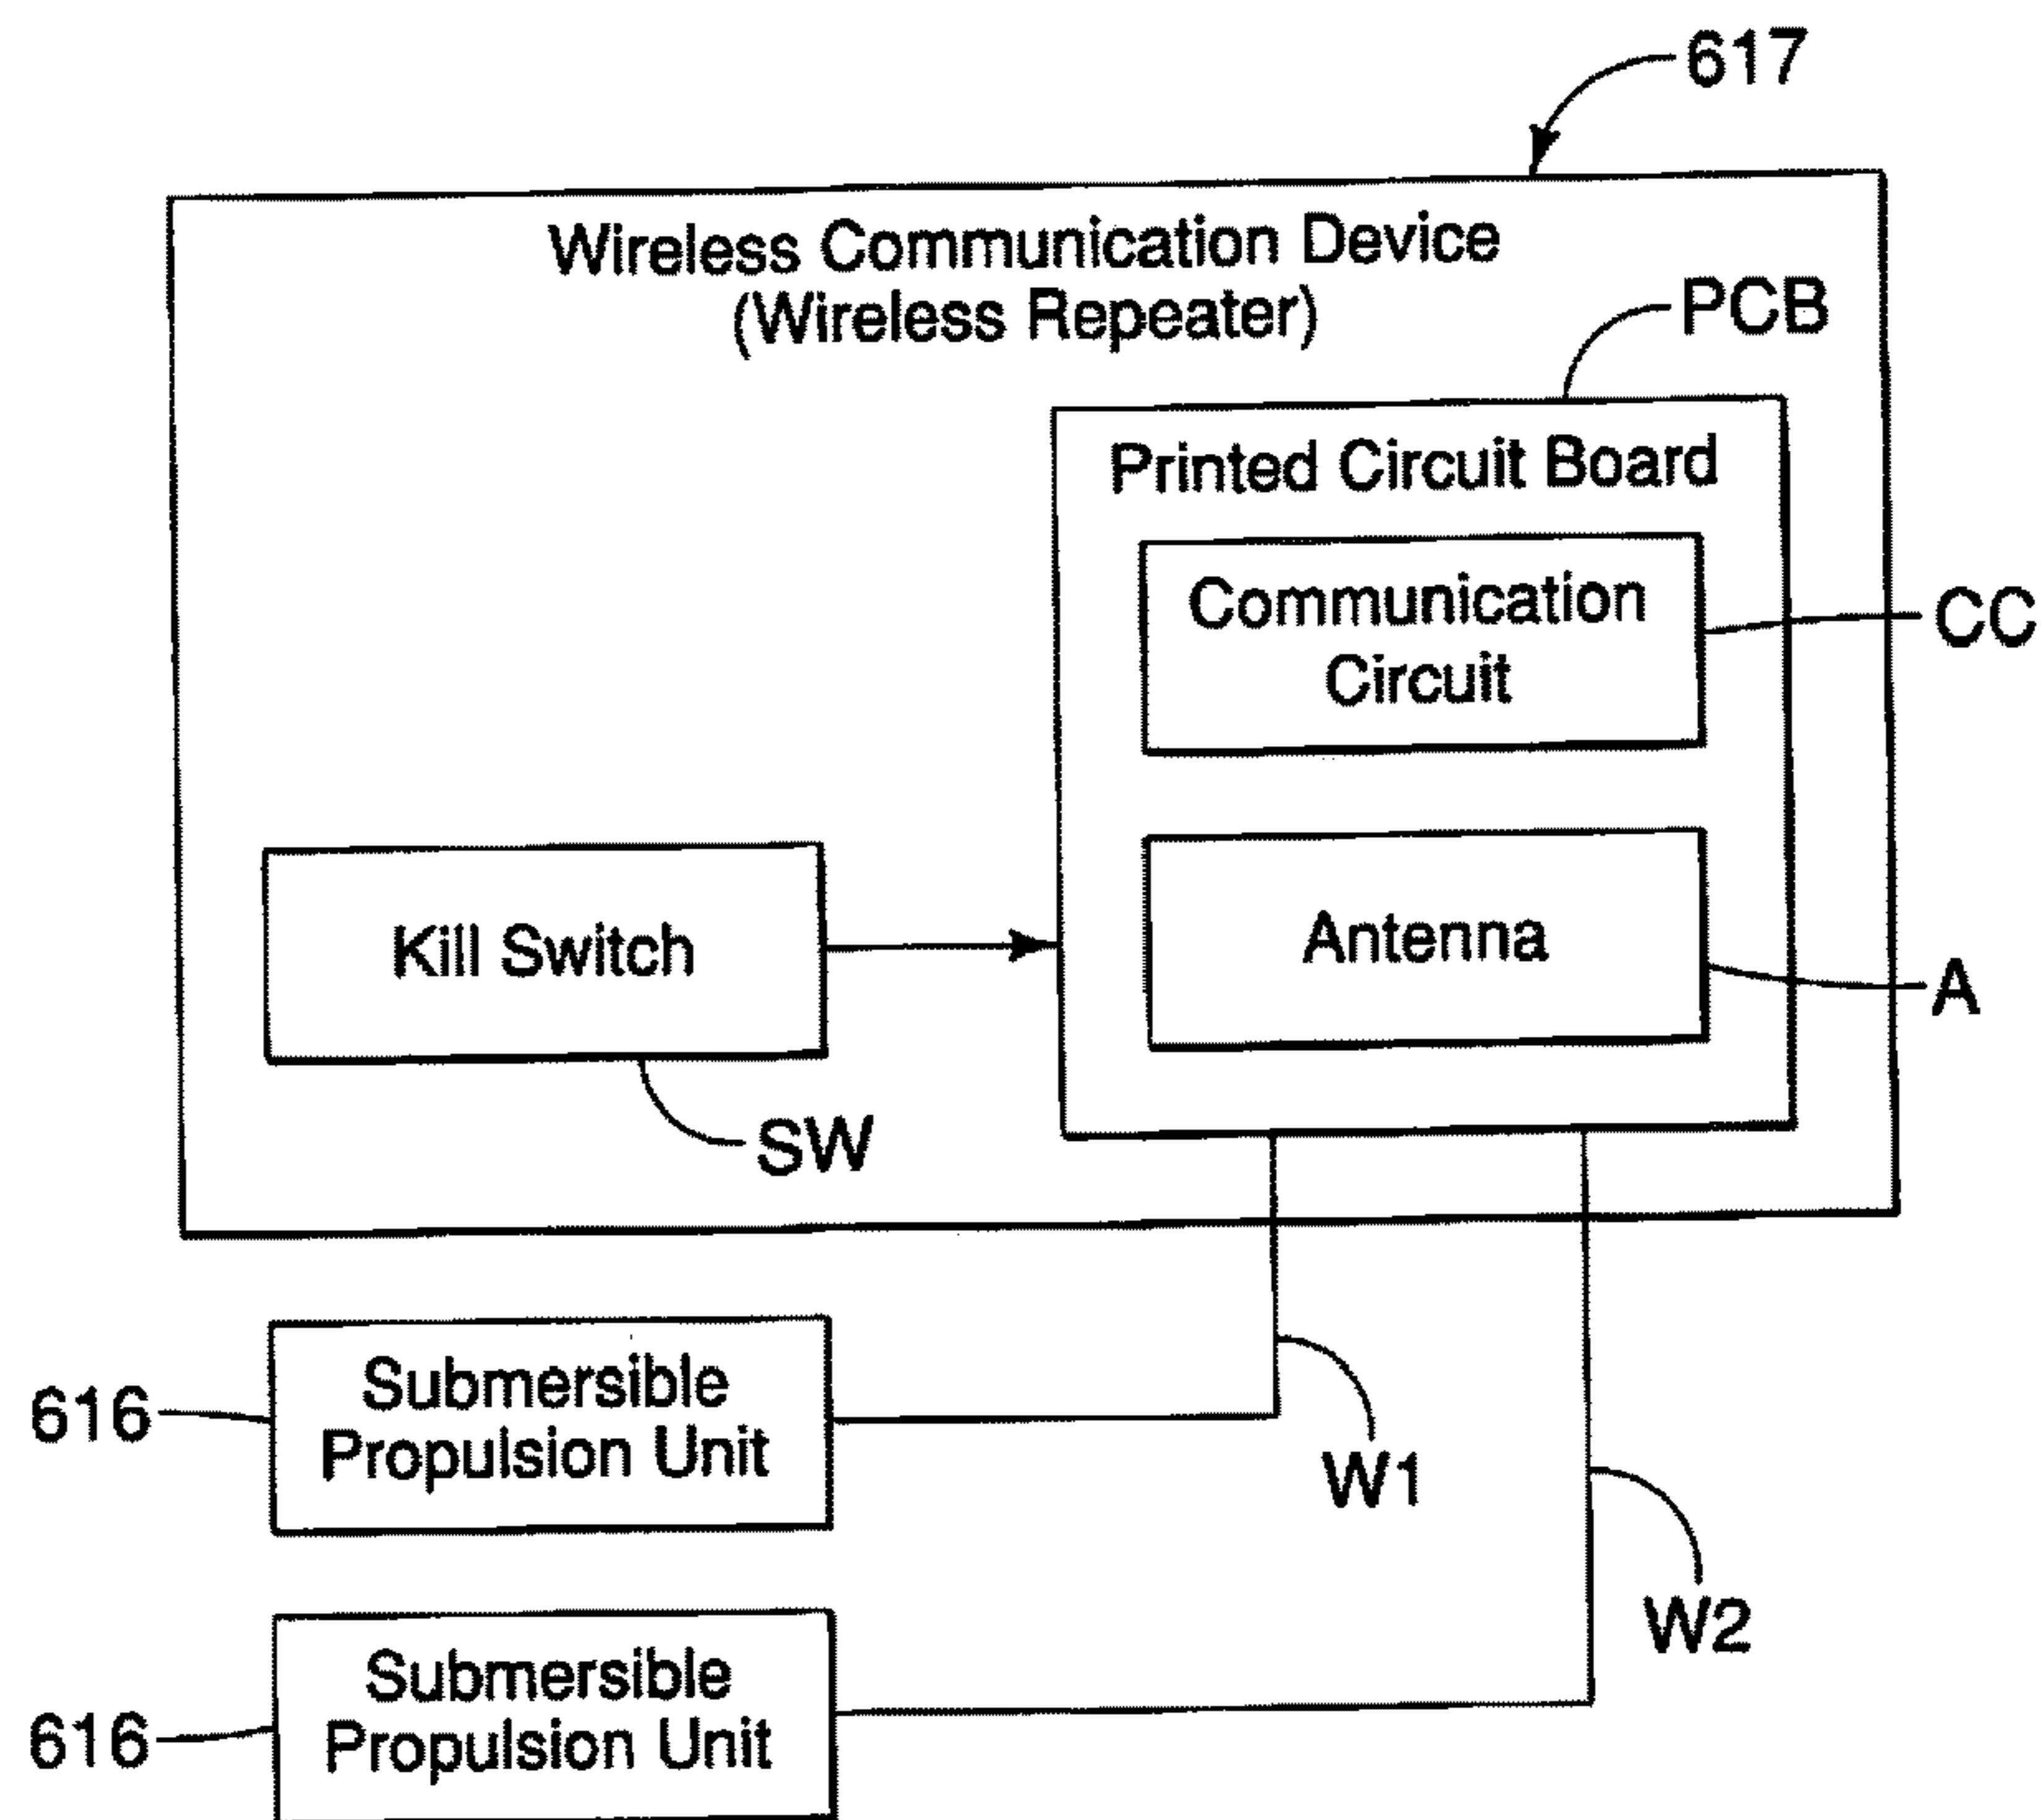 617
Wireless Communication Device
(Wireless Repeater)
PCB
Printed Circuit Board
Communication
Circuit
CC
Kill Switch
Antenna
A
SW
616
Submersible
Propulsion Unit
W1
W2
616
Submersible
Propulsion Unit